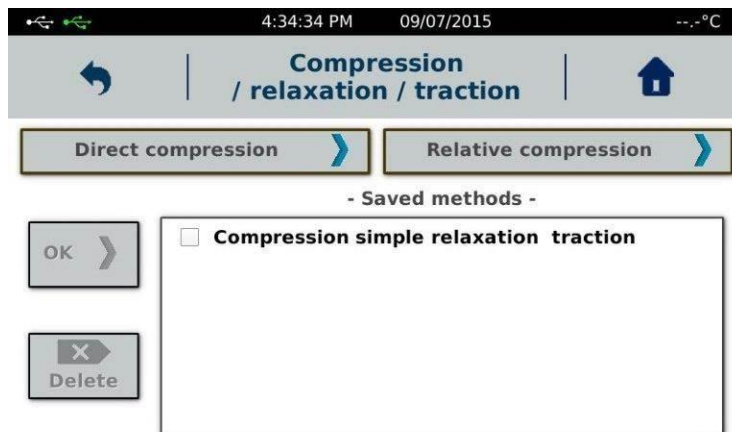 4:34:34 PM 09/07/2015 --.-°C
Compression
/ relaxation / traction
Direct compression
Relative compression
- Saved methods -
OK
Compression simple relaxation traction
Delete